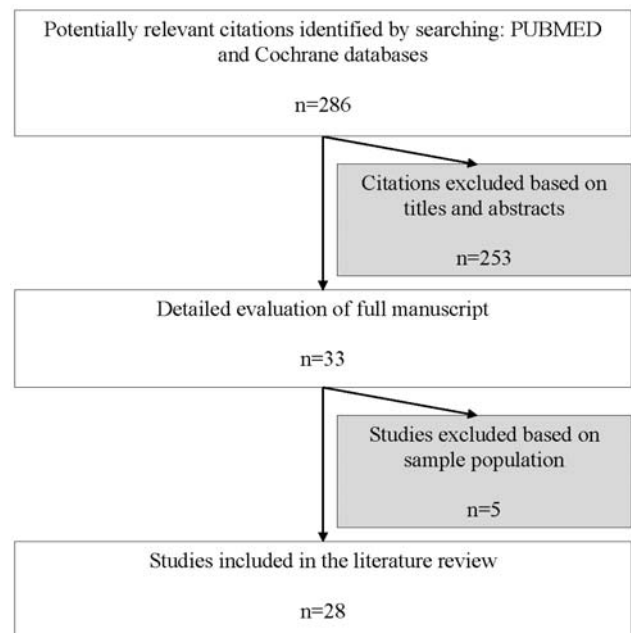 Potentially relevant citations identified by searching: PUBMED
and Cochrane databases
n=286
Citations excluded based on
titles and abstracts
n=253
Detailed evaluation of full manuscript
n=33
Studies excluded based on
sample population
n=5
Studies included in the literature review
n=28